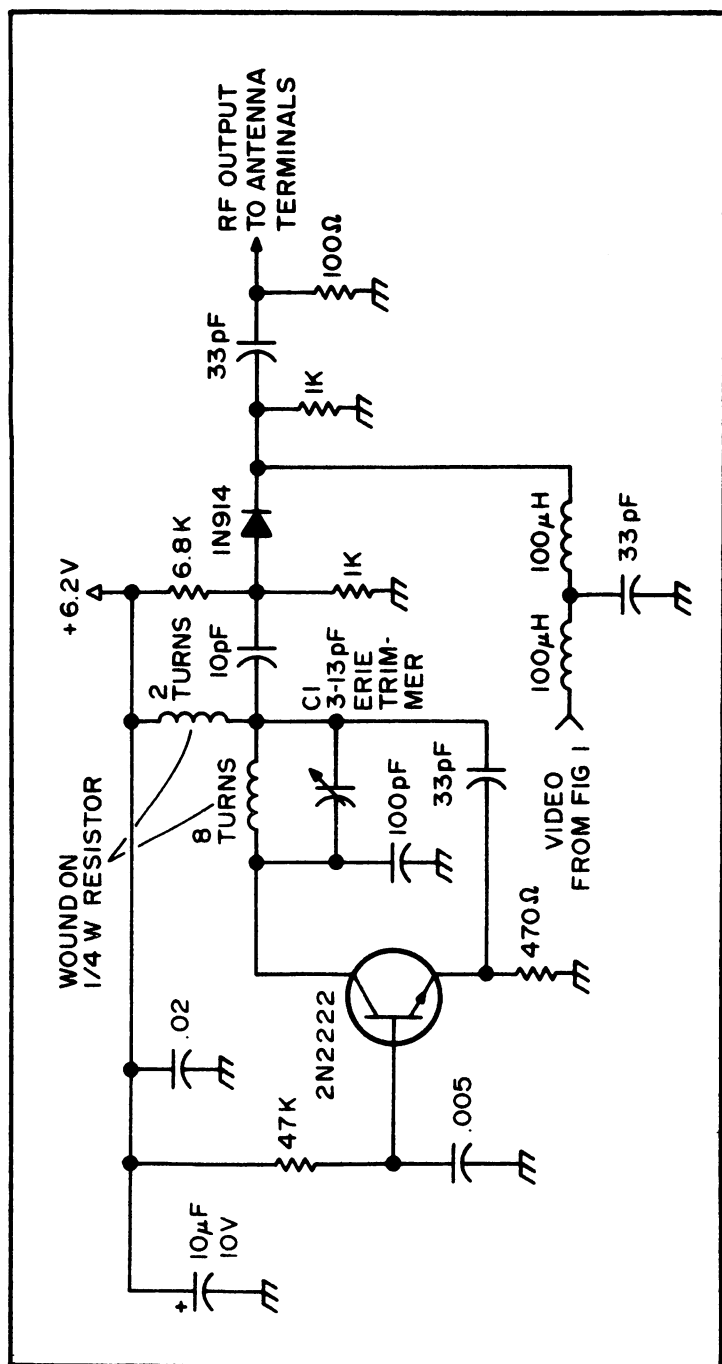 10µF
10V
+
.02
47K
.005
2N2222
470Ω
WOUND ON
1/4 W RESISTOR
8
TURNS
2
TURNS
+6.2V
6.8K
10pF
1N914
1K
C1
3-13pF
ERIE
TRIM-
MER
100pF
33pF
VIDEO
FROM FIG 1
100µH
100µH
33pF
1K
33pF
100Ω
RF OUTPUT
TO ANTENNA
TERMINALS